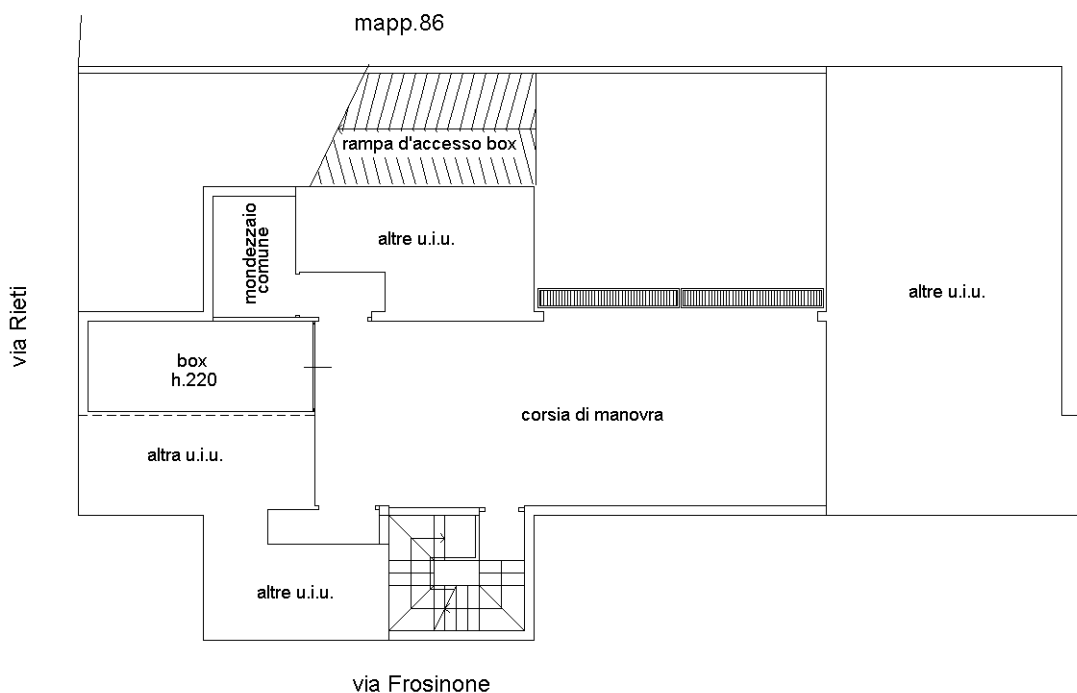 mapp.86
rampa d'accesso box
mondezzaio
comune
altre u.i.u.
altre u.i.u.
via Rieti
box
h.220
corsia di manovra
altra u.i.u.
altre u.i.u.
via Frosinone